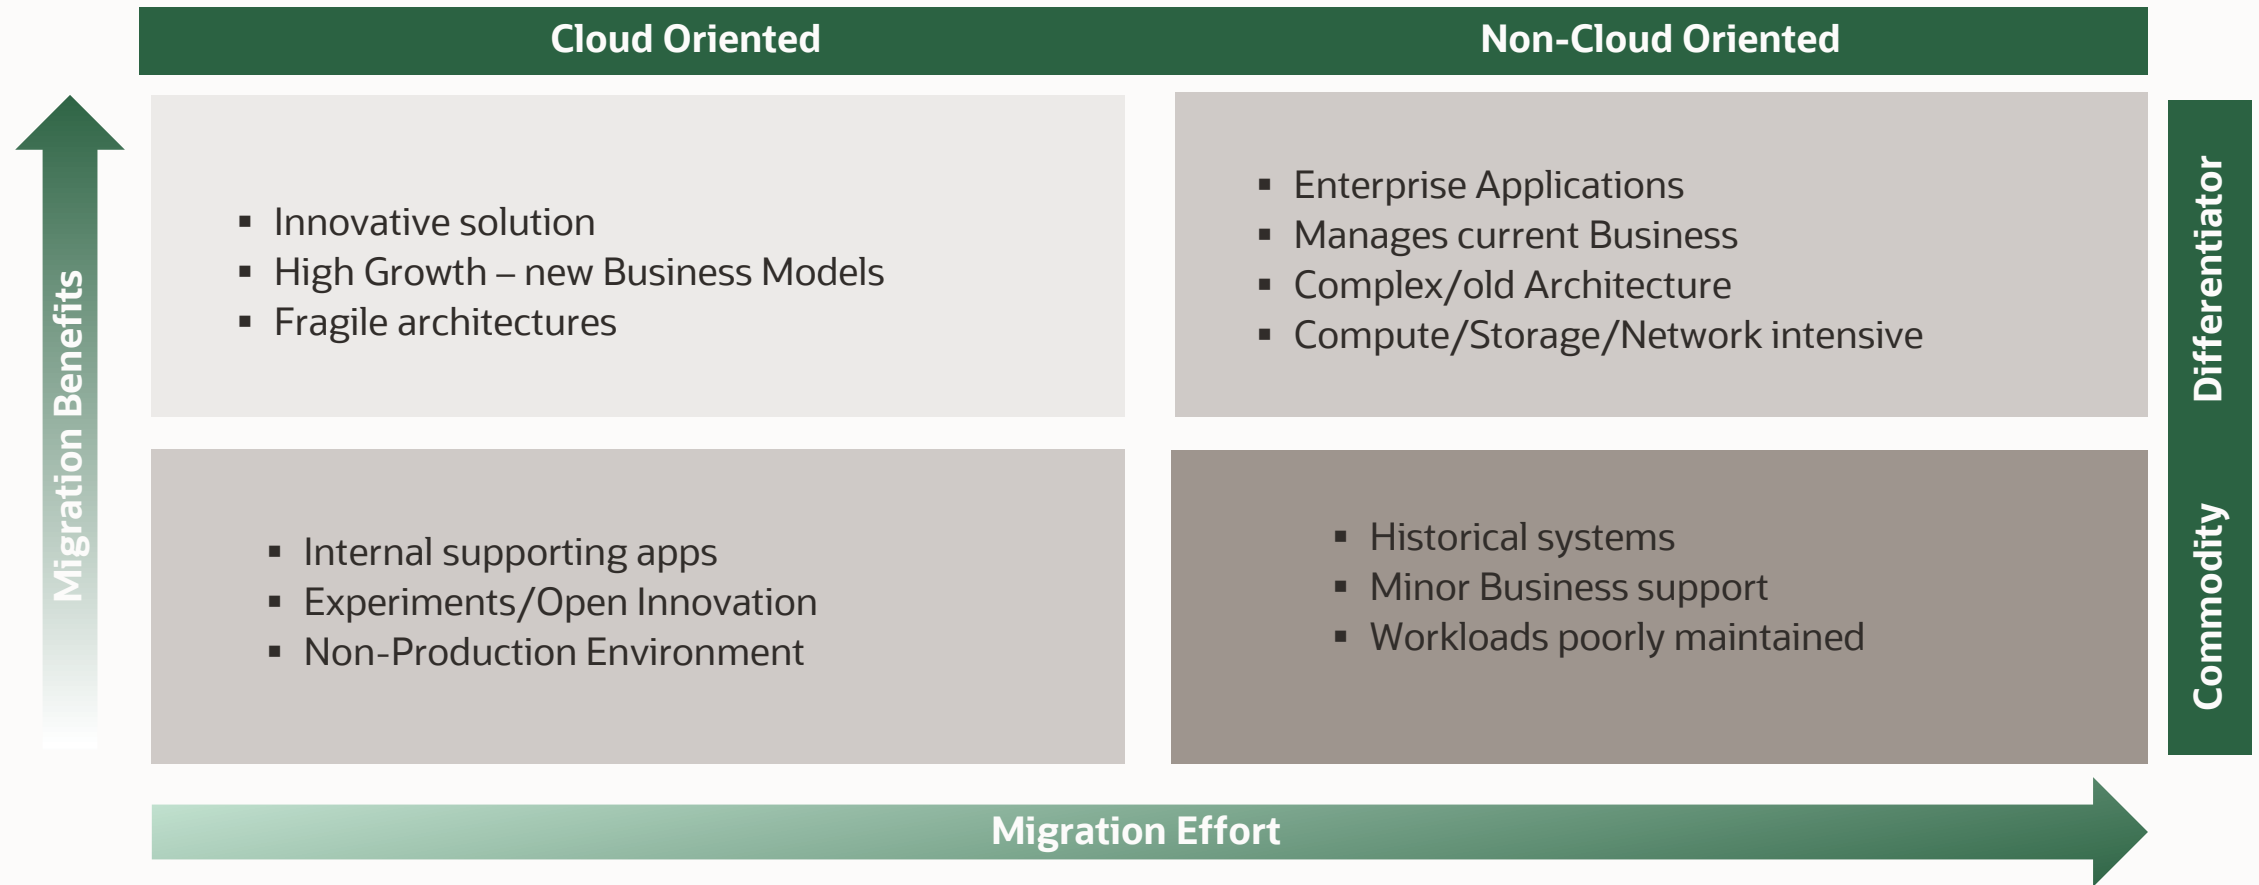 Cloud Oriented
Non-Cloud Oriented
Migration Benefits
▪ Innovative solution
▪ High Growth – new Business Models
▪ Fragile architectures
▪ Enterprise Applications
▪ Manages current Business
▪ Complex/old Architecture
▪ Compute/Storage/Network intensive
Differentiator
▪ Internal supporting apps
▪ Experiments/Open Innovation
▪ Non-Production Environment
▪ Historical systems
▪ Minor Business support
▪ Workloads poorly maintained
Commodity
Migration Effort